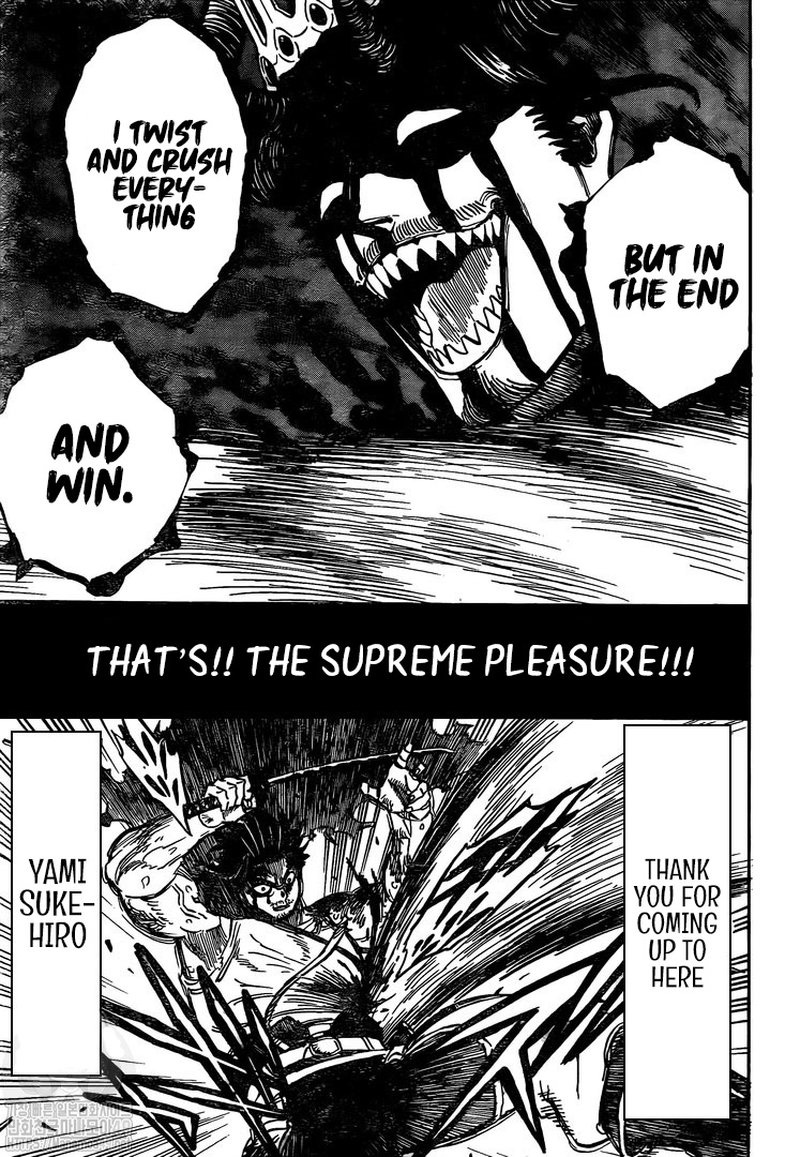 BUT IN
THE END
I TWIST
AND CRUSH
EVERY-
THING
AND
WIN.
THAT'S!! THE SUPREME PLEASURE!!!
THANK
YOU FOR
COMING
UP TO
HERE
YAMI
SUKE-
HIRO